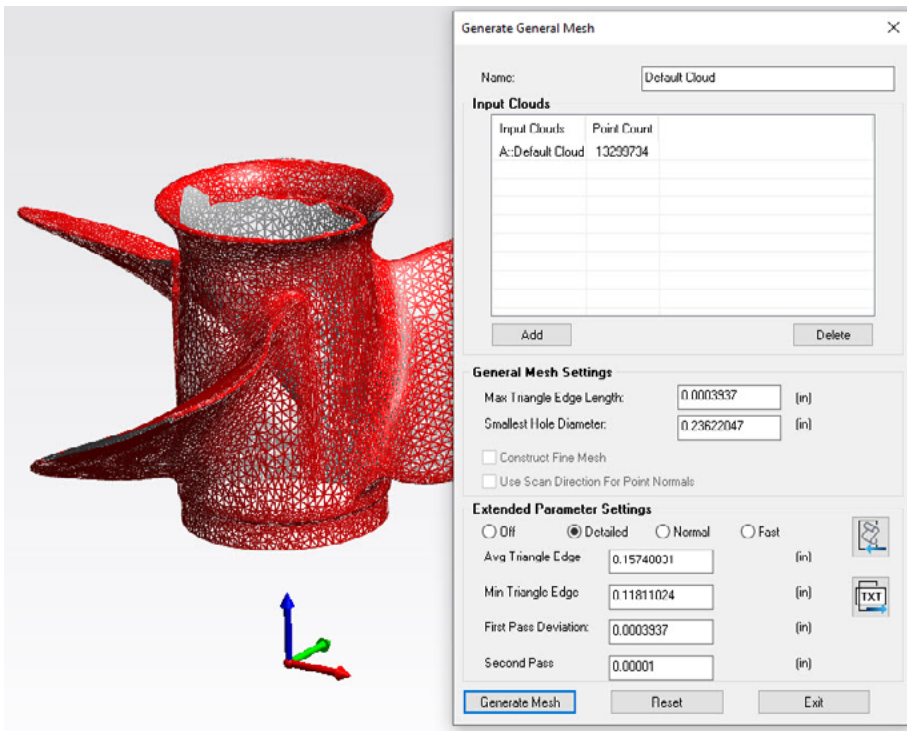 Generate General Mesh
Name: Default Cloud
Input Clouds
Input Clouds Point Count
A::Default Cloud 13299734
Add Delete
General Mesh Settings
Max Triangle Edge Length: 0.0003937 (in)
Smallest Hole Diameter: 0.23622047 (in)
Construct Fine Mesh
Use Scan Direction For Point Normals
Extended Parameter Settings
Off Detailed Normal Fast
Avg Triangle Edge 0.15740031 (in)
Min Triangle Edge 0.11811024 (in)
TXT
First Pass Deviation: 0.0003937 (in)
Second Pass 0.00001 (in)
Generate Mesh Reset Exit